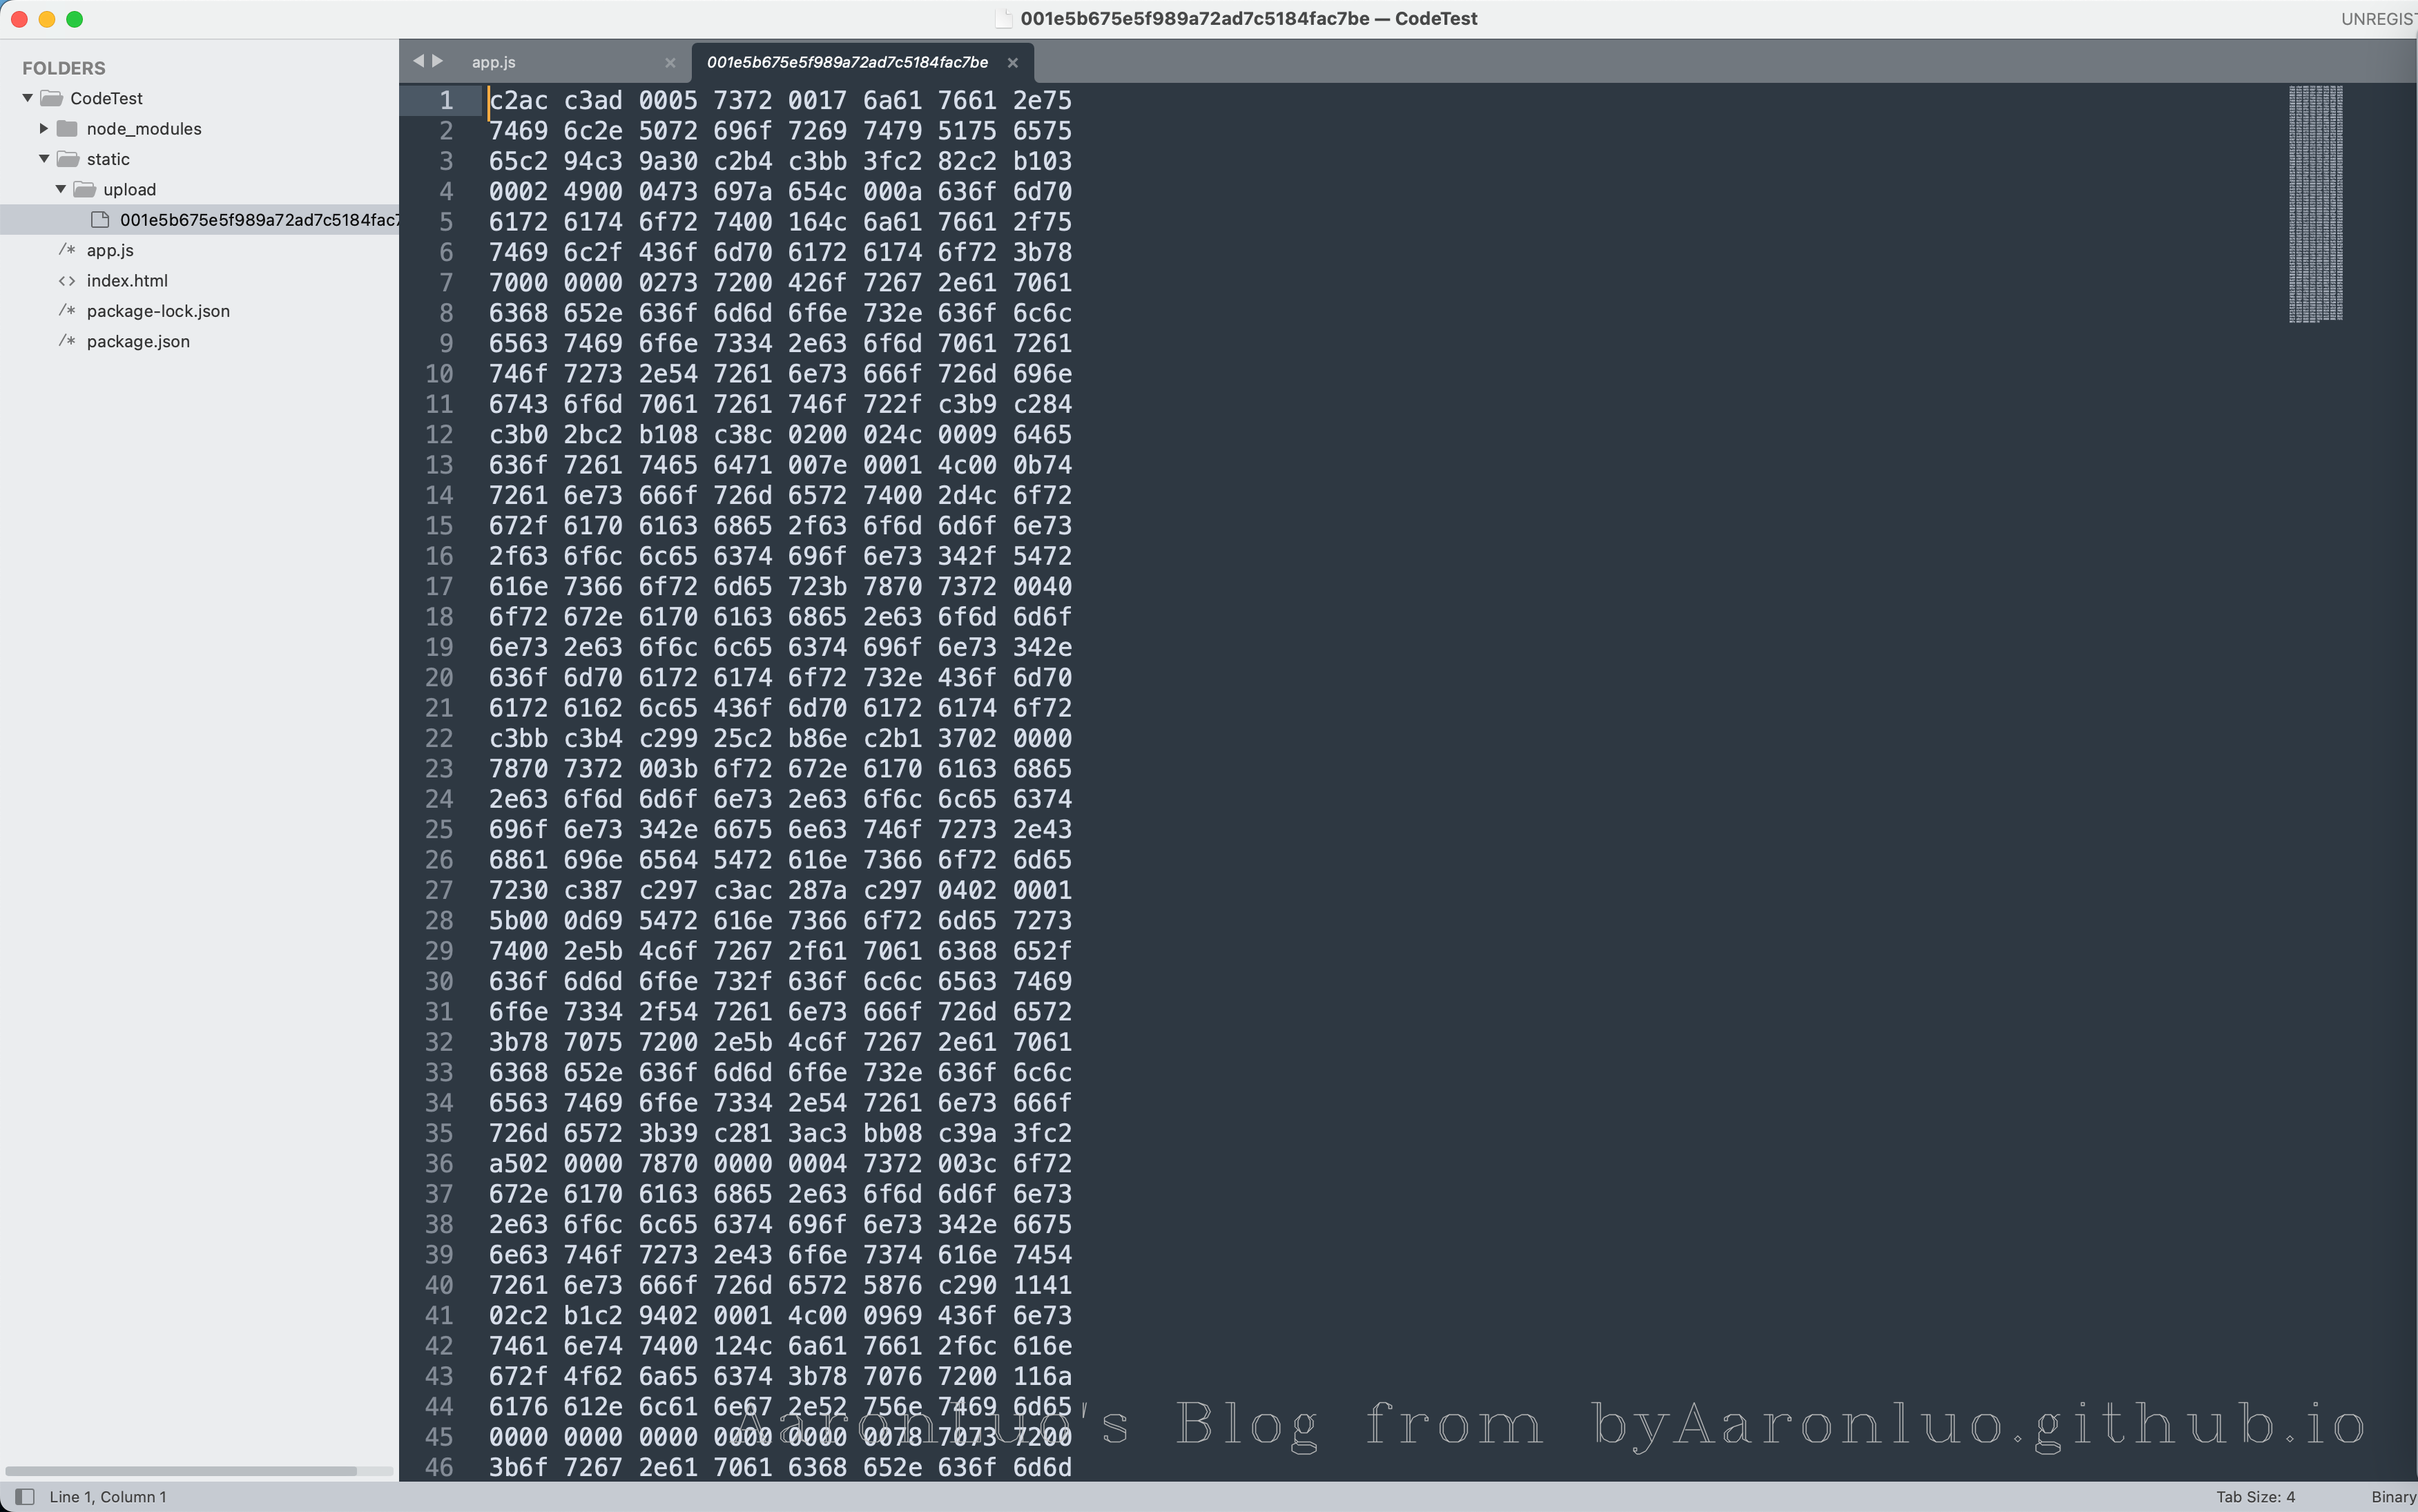 001e5b675e5f989a72ad7c5184fac7be — CodeTest
UNREGIS
FOLDERS
CodeTest
node_modules
static
upload
001e5b675e5f989a72ad7c5184fac7
/* app.js
<> index.html
/* package-lock.json
/* package.json
app.js ×
001e5b675e5f989a72ad7c5184fac7be ×
1 c2ac c3ad 0005 7372 0017 6a61 7661 2e75
2 7469 6c2e 5072 696f 7269 7479 5175 6575
3 65c2 94c3 9a30 c2b4 c3bb 3fc2 82c2 b103
4 0002 4900 0473 697a 654c 000a 636f 6d70
5 6172 6174 6f72 7400 164c 6a61 7661 2f75
6 7469 6c2f 436f 6d70 6172 6174 6f72 3b78
7 7000 0000 0273 7200 426f 7267 2e61 7061
8 6368 652e 636f 6d6d 6f6e 732e 636f 6c6c
9 6563 7469 6f6e 7334 2e63 6f6d 7061 7261
10 746f 7273 2e54 7261 6e73 666f 726d 696e
11 6743 6f6d 7061 7261 746f 722f c3b9 c284
12 c3b0 2bc2 b108 c38c 0200 024c 0009 6465
13 636f 7261 7465 6471 007e 0001 4c00 0b74
14 7261 6e73 666f 726d 6572 7400 2d4c 6f72
15 672f 6170 6163 6865 2f63 6f6d 6d6f 6e73
16 2f63 6f6c 6c65 6374 696f 6e73 342f 5472
17 616e 7366 6f72 6d65 723b 7870 7372 0040
18 6f72 672e 6170 6163 6865 2e63 6f6d 6d6f
19 6e73 2e63 6f6c 6c65 6374 696f 6e73 342e
20 636f 6d70 6172 6174 6f72 732e 436f 6d70
21 6172 6162 6c65 436f 6d70 6172 6174 6f72
22 c3bb c3b4 c299 25c2 b86e c2b1 3702 0000
23 7870 7372 003b 6f72 672e 6170 6163 6865
24 2e63 6f6d 6d6f 6e73 2e63 6f6c 6c65 6374
25 696f 6e73 342e 6675 6e63 746f 7273 2e43
26 6861 696e 6564 5472 616e 7366 6f72 6d65
27 7230 c387 c297 c3ac 287a c297 0402 0001
28 5b00 0d69 5472 616e 7366 6f72 6d65 7273
29 7400 2e5b 4c6f 7267 2f61 7061 6368 652f
30 636f 6d6d 6f6e 732f 636f 6c6c 6563 7469
31 6f6e 7334 2f54 7261 6e73 666f 726d 6572
32 3b78 7075 7200 2e5b 4c6f 7267 2e61 7061
33 6368 652e 636f 6d6d 6f6e 732e 636f 6c6c
34 6563 7469 6f6e 7334 2e54 7261 6e73 666f
35 726d 6572 3b39 c281 3ac3 bb08 c39a 3fc2
36 a502 0000 7870 0000 0004 7372 003c 6f72
37 672e 6170 6163 6865 2e63 6f6d 6d6f 6e73
38 2e63 6f6c 6c65 6374 696f 6e73 342e 6675
39 6e63 746f 7273 2e43 6f6e 7374 616e 7454
40 7261 6e73 666f 726d 6572 5876 c290 1141
41 02c2 b1c2 9402 0001 4c00 0969 436f 6e73
42 7461 6e74 7400 124c 6a61 7661 2f6c 616e
43 672f 4f62 6a65 6374 3b78 7076 7200 116a
44 6176 612e 6c61 6e67 2e52 756e 7469 6d65
45 0000 0000 0000 0000 0000 0078 7073 7200
46 3b6f 7267 2e61 7061 6368 652e 636f 6d6d
Aaronluo's Blog from byAaronluo.github.io
Line 1, Column 1
Tab Size: 4
Binary